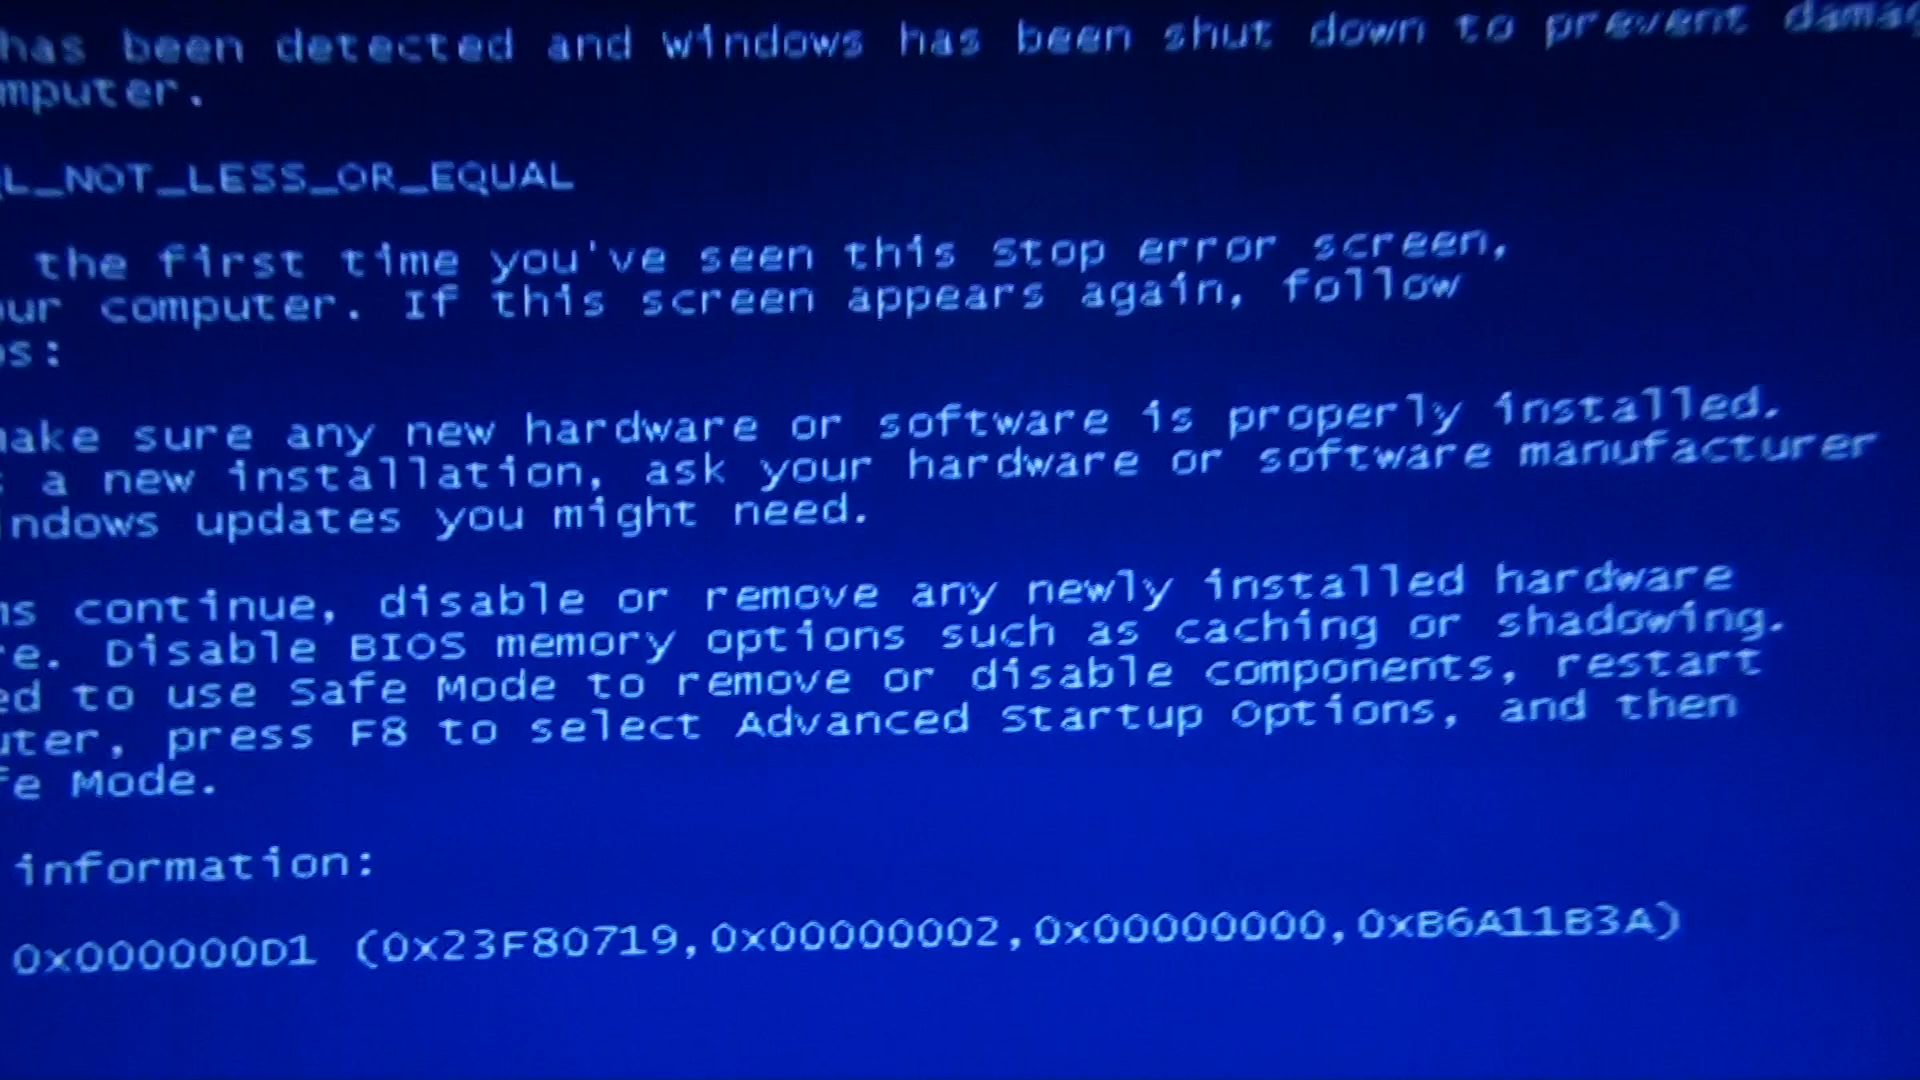 has been detected and windows has been shut down to prevent damag
mputer.
L_NOT_LESS_OR_EQUAL
the first time you've seen this Stop error screen,
ur computer. If this screen appears again, follow
s:
ake sure any new hardware or software is properly installed.
a new installation, ask your hardware or software manufacturer
ndows updates you might need.
s continue, disable or remove any newly installed hardware
e. Disable BIOS memory options such as caching or shadowing.
ed to use Safe Mode to remove or disable components, restart
uter, press F8 to select Advanced Startup Options, and then
fe Mode.
information:
0x000000D1 (0x23F80719,0x00000002,0x00000000,0xB6A11B3A)